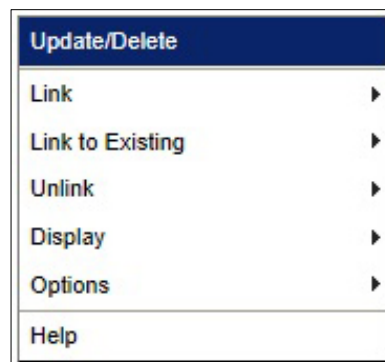 Update/Delete
Link
Link to Existing
Unlink
Display
Options
Help